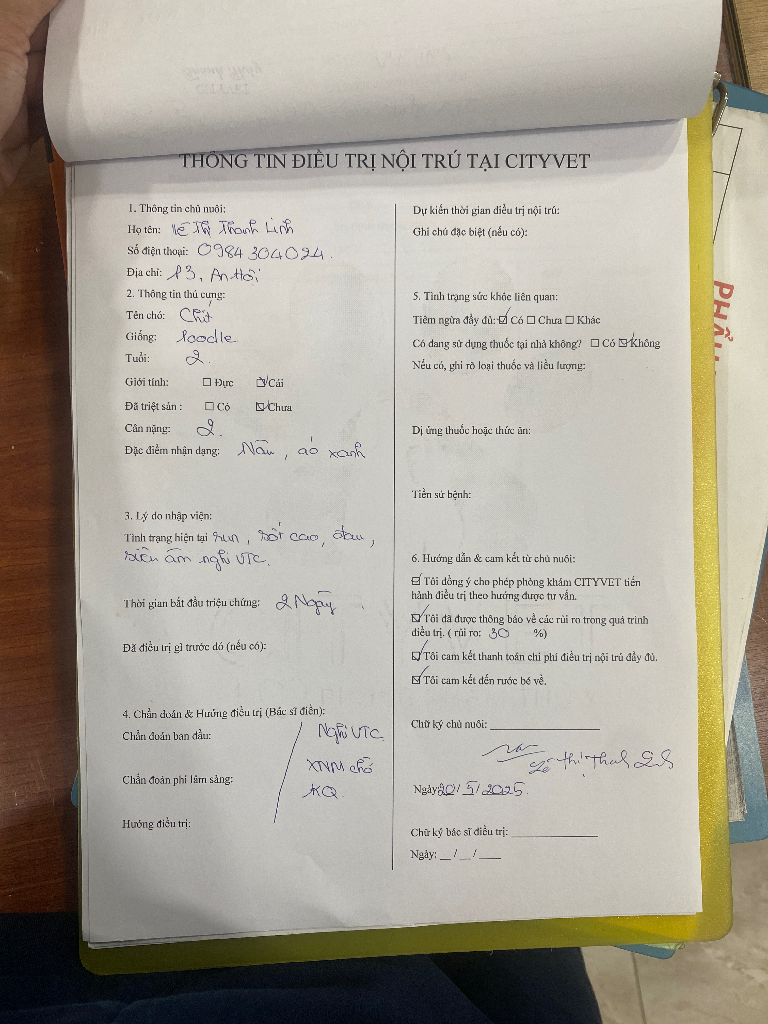 THÔNG TIN ĐIỀU TRỊ NỘI TRÚ TẠI CITYVET
1. Thông tin chủ nuôi:
Họ tên: Lê Thị Thanh Linh
Số điện thoại: 0984 304 024.
Địa chỉ: P3, An Hội
2. Thông tin thú cưng:
Tên chó: Chít
Giống: Poodle
Tuổi: 2
Giới tính: ☐ Đực ☑ Cái
Đã triệt sản : ☐ Có ☑ Chưa
Cân nặng: 2.
Đặc điểm nhận dạng: Nâu, áo xanh
3. Lý do nhập viện:
Tình trạng hiện tại run, sốt cao, đau,
siêu âm nghi VTC.
Thời gian bắt đầu triệu chứng: 2 Ngày
Đã điều trị gì trước đó (nếu có):
4. Chẩn đoán & Hướng điều trị (Bác sĩ điền):
Chẩn đoán ban đầu: Nghi VTC
Chẩn đoán phi lâm sàng: XNM chờ
KQ
Hướng điều trị:
Dự kiến thời gian điều trị nội trú:
Ghi chú đặc biệt (nếu có):
5. Tình trạng sức khỏe liên quan:
Tiêm ngừa đầy đủ: ☑ Có ☐ Chưa ☐ Khác
Có đang sử dụng thuốc tại nhà không? ☐ Có ☑ Không
Nếu có, ghi rõ loại thuốc và liều lượng:
Dị ứng thuốc hoặc thức ăn:
Tiền sử bệnh:
6. Hướng dẫn & cam kết từ chủ nuôi:
☑ Tôi đồng ý cho phép phòng khám CITYVET tiến
hành điều trị theo hướng được tư vấn.
☑ Tôi đã được thông báo về các rủi ro trong quá trình
điều trị. ( rủi ro: 30 %)
☑ Tôi cam kết thanh toán chi phí điều trị nội trú đầy đủ.
☑ Tôi cam kết đến rước bé về.
Chữ ký chủ nuôi: ____________
Lê Thị Thanh Linh
Ngày: 20/ 5/ 2025.
Chữ ký bác sĩ điều trị: ____________
Ngày: __ / __ / ____